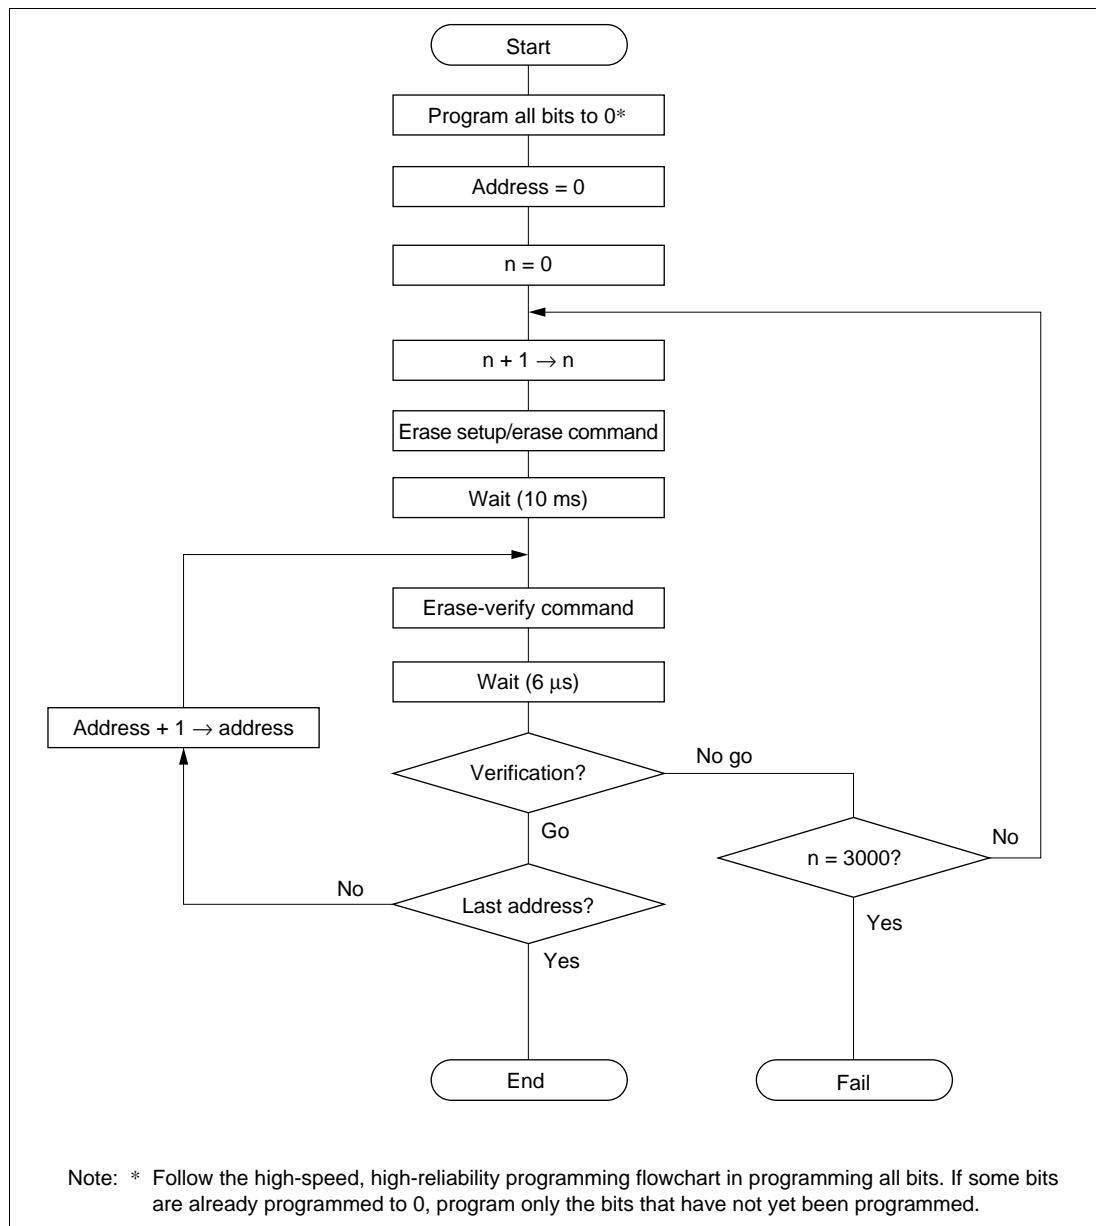 Start
Program all bits to 0*
Address = 0
n = 0
n + 1 → n
Erase setup/erase command
Wait (10 ms)
Erase-verify command
Wait (6 µs)
Address + 1 → address
Verification?
No go
Go
n = 3000?
No
No
Last address?
Yes
Yes
End
Fail
Note: * Follow the high-speed, high-reliability programming flowchart in programming all bits. If some bits
are already programmed to 0, program only the bits that have not yet been programmed.